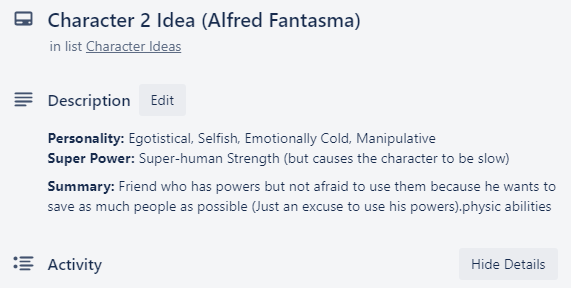 Character 2 Idea (Alfred Fantasma)
in list Character Ideas
Description Edit
Personality: Egotistical, Selfish, Emotionally Cold, Manipulative
Super Power: Super-human Strength (but causes the character to be slow)
Summary: Friend who has powers but not afraid to use them because he wants to
save as much people as possible (Just an excuse to use his powers).physic abilities
Activity Hide Details